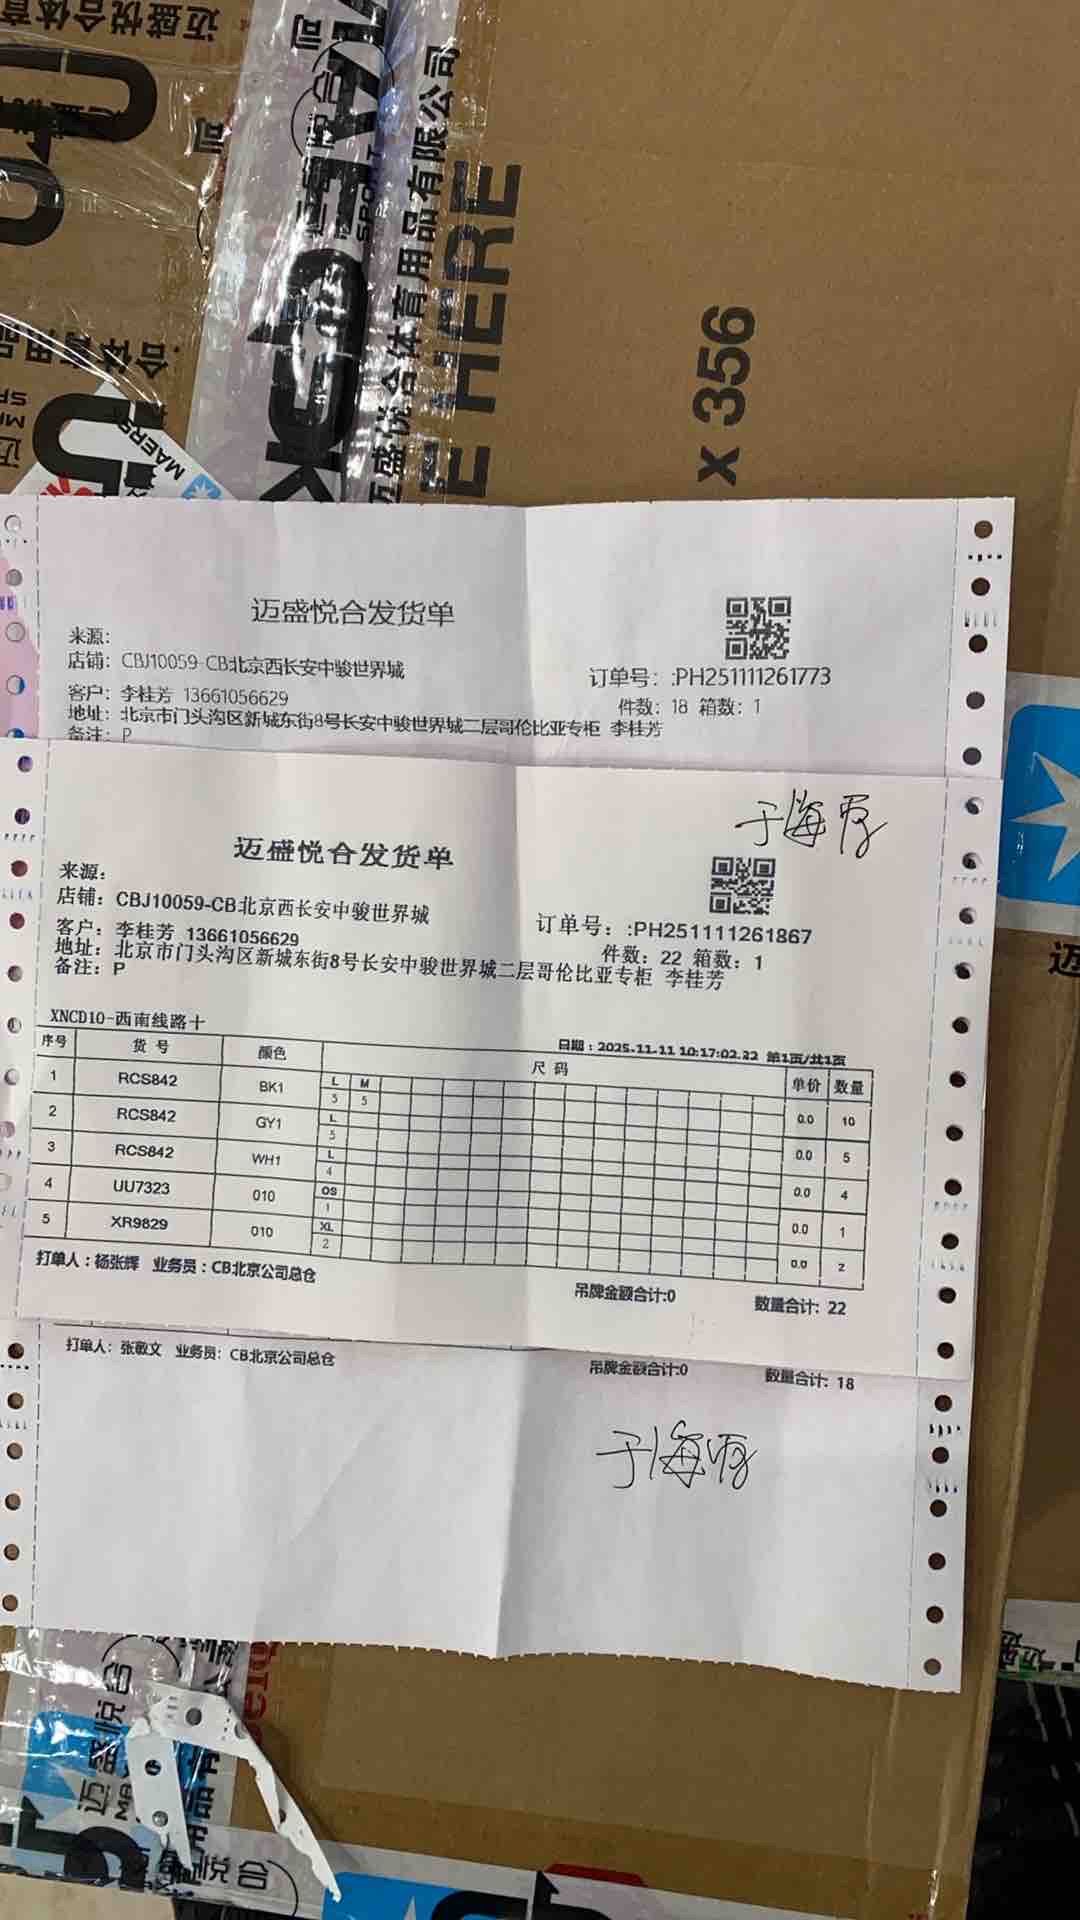 迈盛悦合体育
司
SPORT
迈盛悦合体育用品有限公司
E HERE
x 356
MAERS
迈盛悦合发货单
来源：
店铺：CBJ10059-CB北京西长安中骏世界城
订单号：:PH251111261773
客户：李桂芳 13661056629
件数：18 箱数：1
地址：北京市门头沟区新城东街8号长安中骏世界城二层哥伦比亚专柜 李桂芳
备注：P
于海霞
迈盛悦合发货单
来源：
店铺：CBJ10059-CB北京西长安中骏世界城
订单号：:PH251111261867
客户：李桂芳 13661056629
件数：22 箱数：1
地址：北京市门头沟区新城东街8号长安中骏世界城二层哥伦比亚专柜 李桂芳
备注：P
XNCD10-西南线路十
日期：2025-11-11 10:17:02.22 第1页/共1页
序号 货号 颜色 尺码 单价 数量
1 RCS842 BK1 L M 0.0 10
5 5
2 RCS842 GY1 L 0.0 5
5
3 RCS842 WH1 L 0.0 4
4
4 UU7323 010 OS 0.0 1
1
5 XR9829 010 XL 0.0 2
2
打单人：杨张辉 业务员：CB北京公司总仓 吊牌金额合计:0 数量合计: 22
打单人：张敏文 业务员：CB北京公司总仓 吊牌金额合计:0 数量合计: 18
于海霞
迈盛悦合